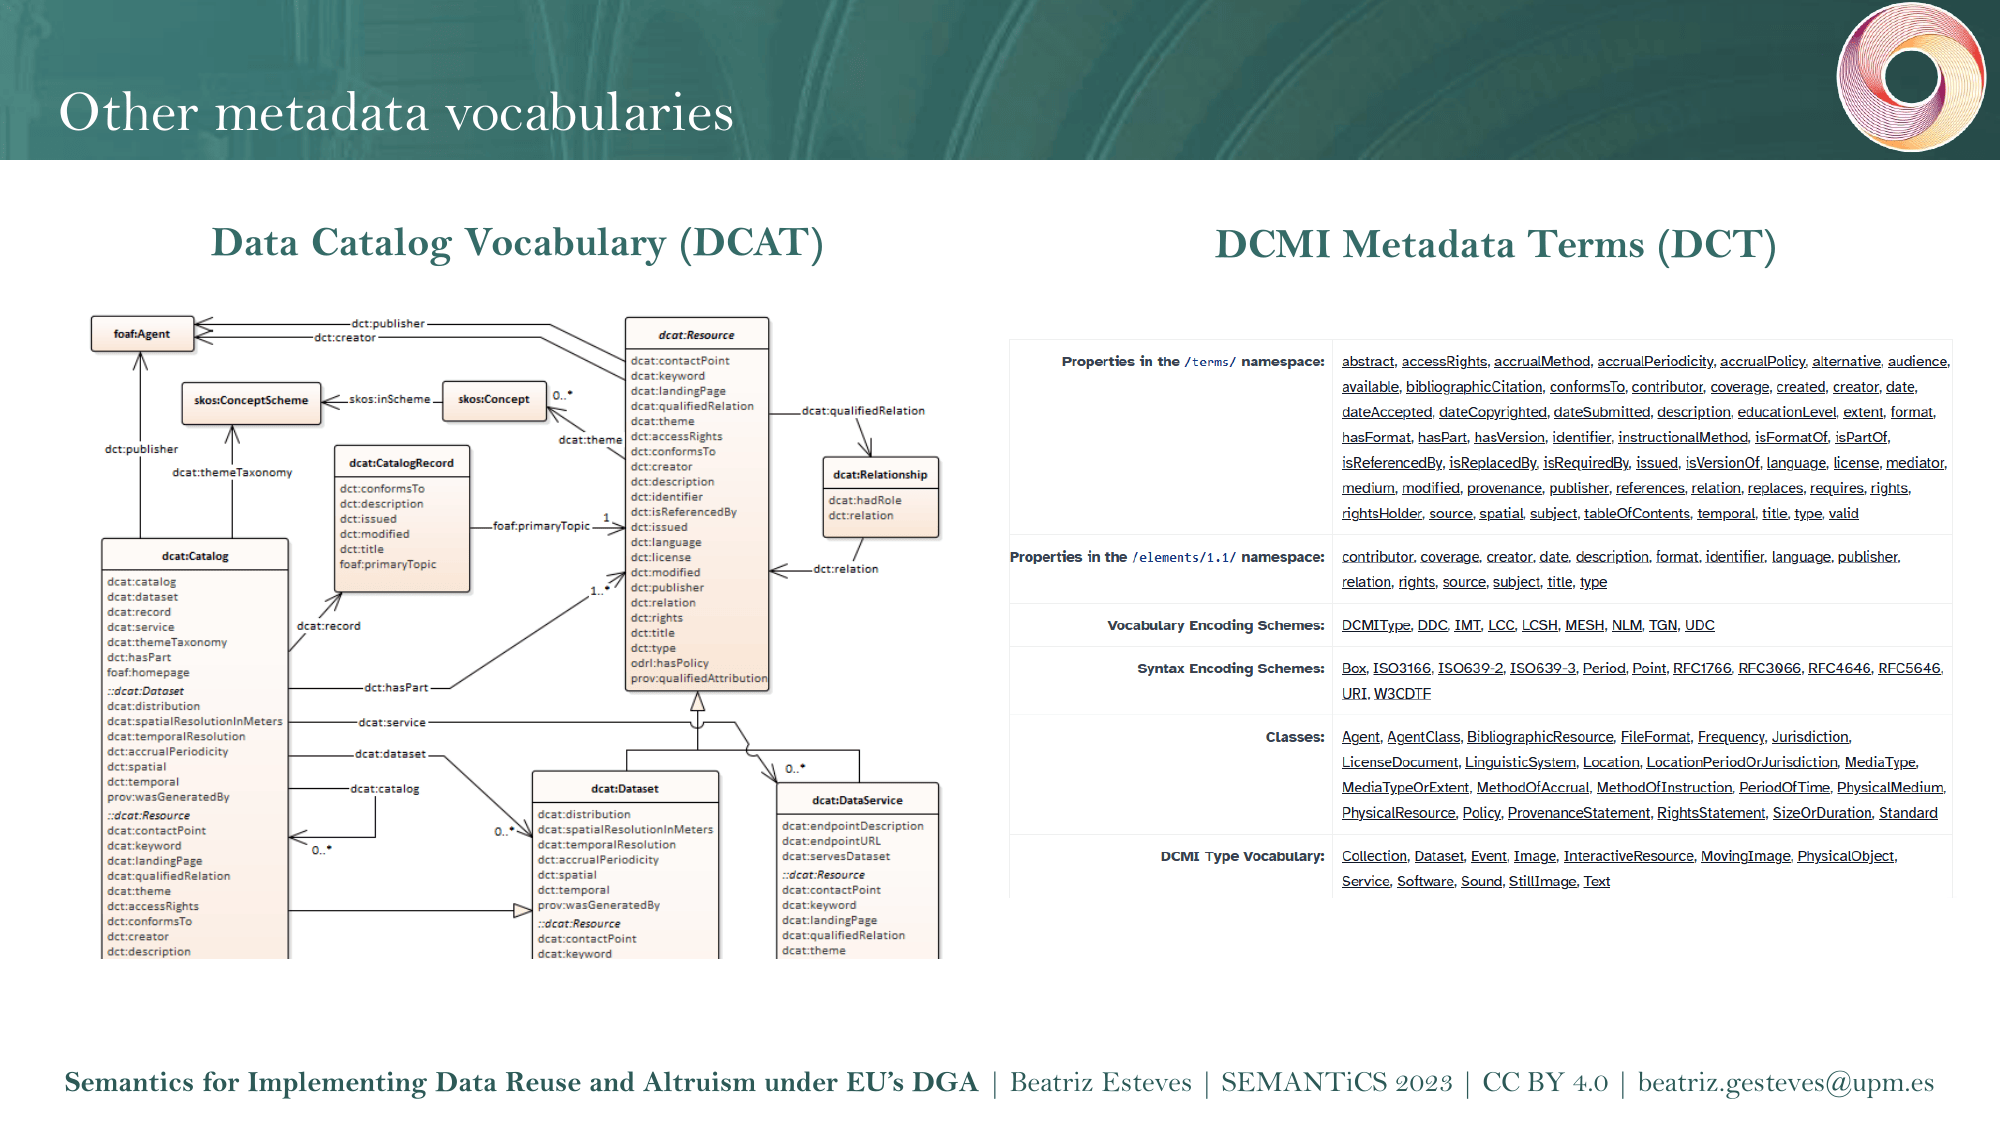 Other metadata vocabularies
Data Catalog Vocabulary (DCAT)
foaf:Agent
dct:publisher
dct:creator
skos:ConceptScheme
skos:inScheme
skos:Concept
0..*
dcat:theme
dct:publisher
dcat:themeTaxonomy
dcat:CatalogRecord
dct:conformsTo
dct:description
dct:issued
dct:modified
dct:title
foaf:primaryTopic
foaf:primaryTopic
1
dcat:Resource
dcat:contactPoint
dcat:keyword
dcat:landingPage
dcat:qualifiedRelation
dcat:theme
dct:accessRights
dct:conformsTo
dct:creator
dct:description
dct:identifier
dct:isReferencedBy
dct:issued
dct:language
dct:license
dct:modified
dct:publisher
dct:relation
dct:rights
dct:title
dct:type
odrl:hasPolicy
prov:qualifiedAttribution
dcat:qualifiedRelation
dcat:Relationship
dcat:hadRole
dct:relation
dct:relation
1..*
dcat:record
dcat:Catalog
dcat:catalog
dcat:dataset
dcat:record
dcat:service
dcat:themeTaxonomy
dct:hasPart
foaf:homepage
::dcat:Dataset
dcat:distribution
dcat:spatialResolutionInMeters
dcat:temporalResolution
dct:accrualPeriodicity
dct:spatial
dct:temporal
prov:wasGeneratedBy
::dcat:Resource
dcat:contactPoint
dcat:keyword
dcat:landingPage
dcat:qualifiedRelation
dcat:theme
dct:accessRights
dct:conformsTo
dct:creator
dct:description
dct:hasPart
dcat:service
dcat:dataset
dcat:catalog
0..*
0..*
0..*
dcat:Dataset
dcat:distribution
dcat:spatialResolutionInMeters
dcat:temporalResolution
dct:accrualPeriodicity
dct:spatial
dct:temporal
prov:wasGeneratedBy
::dcat:Resource
dcat:contactPoint
dcat:keyword
dcat:DataService
dcat:endpointDescription
dcat:endpointURL
dcat:servesDataset
::dcat:Resource
dcat:contactPoint
dcat:keyword
dcat:landingPage
dcat:qualifiedRelation
dcat:theme
DCMI Metadata Terms (DCT)
Properties in the /terms/ namespace:
abstract, accessRights, accrualMethod, accrualPeriodicity, accrualPolicy, alternative, audience,
available, bibliographicCitation, conformsTo, contributor, coverage, created, creator, date,
dateAccepted, dateCopyrighted, dateSubmitted, description, educationLevel, extent, format,
hasFormat, hasPart, hasVersion, identifier, instructionalMethod, isFormatOf, isPartOf,
isReferencedBy, isReplacedBy, isRequiredBy, issued, isVersionOf, language, license, mediator,
medium, modified, provenance, publisher, references, relation, replaces, requires, rights,
rightsHolder, source, spatial, subject, tableOfContents, temporal, title, type, valid
Properties in the /elements/1.1/ namespace:
contributor, coverage, creator, date, description, format, identifier, language, publisher,
relation, rights, source, subject, title, type
Vocabulary Encoding Schemes:
DCMIType, DDC, IMT, LCC, LCSH, MESH, NLM, TGN, UDC
Syntax Encoding Schemes:
Box, ISO3166, ISO639-2, ISO639-3, Period, Point, RFC1766, RFC3066, RFC4646, RFC5646,
URI, W3CDTF
Classes:
Agent, AgentClass, BibliographicResource, FileFormat, Frequency, Jurisdiction,
LicenseDocument, LinguisticSystem, Location, LocationPeriodOrJurisdiction, MediaType,
MediaTypeOrExtent, MethodOfAccrual, MethodOfInstruction, PeriodOfTime, PhysicalMedium,
PhysicalResource, Policy, ProvenanceStatement, RightsStatement, SizeOrDuration, Standard
DCMI Type Vocabulary:
Collection, Dataset, Event, Image, InteractiveResource, MovingImage, PhysicalObject,
Service, Software, Sound, StillImage, Text
Semantics for Implementing Data Reuse and Altruism under EU’s DGA | Beatriz Esteves | SEMANTiCS 2023 | CC BY 4.0 | beatriz.gesteves@upm.es